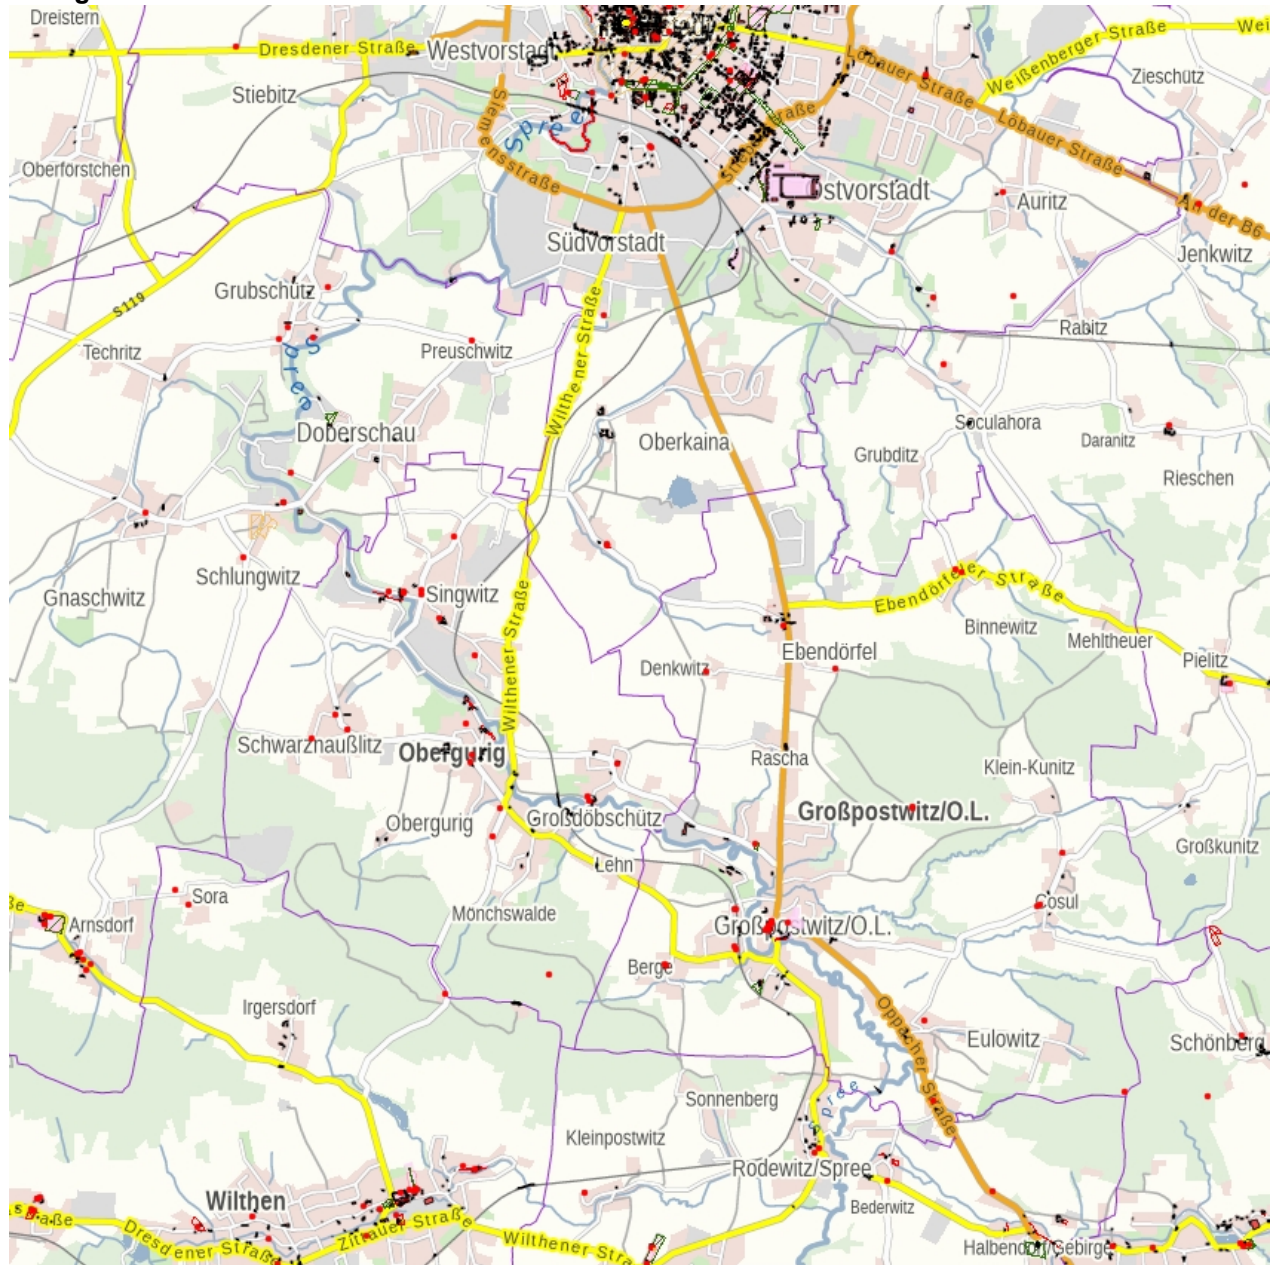 Dreistern
Dresdener Straße
Westvorstadt
Löbauer Straße
Weißenberger Straße
Wei
Zieschütz
Stiebitz
Siemensstraße
Spree
Straße
Löbauer Straße
Oberförstchen
Ostvorstadt
Auritz
An der B6
Südvorstadt
Jenkwitz
Grubschütz
S119
Rabitz
Techritz
Spree
Preuschwitz
Wilthener Straße
Doberschau
Oberkaina
Soculahora
Grubditz
Daranitz
Rieschen
Schlungwitz
Gnaschwitz
Singwitz
Wilthener Straße
Ebendörfeler Straße
Binnewitz
Mehltheuer
Ebendörfel
Denkwitz
Pielitz
Schwarznaußlitz
Obergurig
Rascha
Klein-Kunitz
Großpostwitz/O.L.
Obergurig
Großdöbschütz
Lehn
Großkunitz
Sora
ße
Arnsdorf
Mönchswalde
Cosul
Großpostwitz/O.L.
Berge
Irgersdorf
Oppacher Straße
Eulowitz
Schönberg
Sonnenberg
Spree
Kleinpostwitz
Rodewitz/Spree
Wilthen
Bederwitz
Straße
Dresdener Straße
Zittauer Straße
Wilthener Stra
Halbendorf/Gebirge